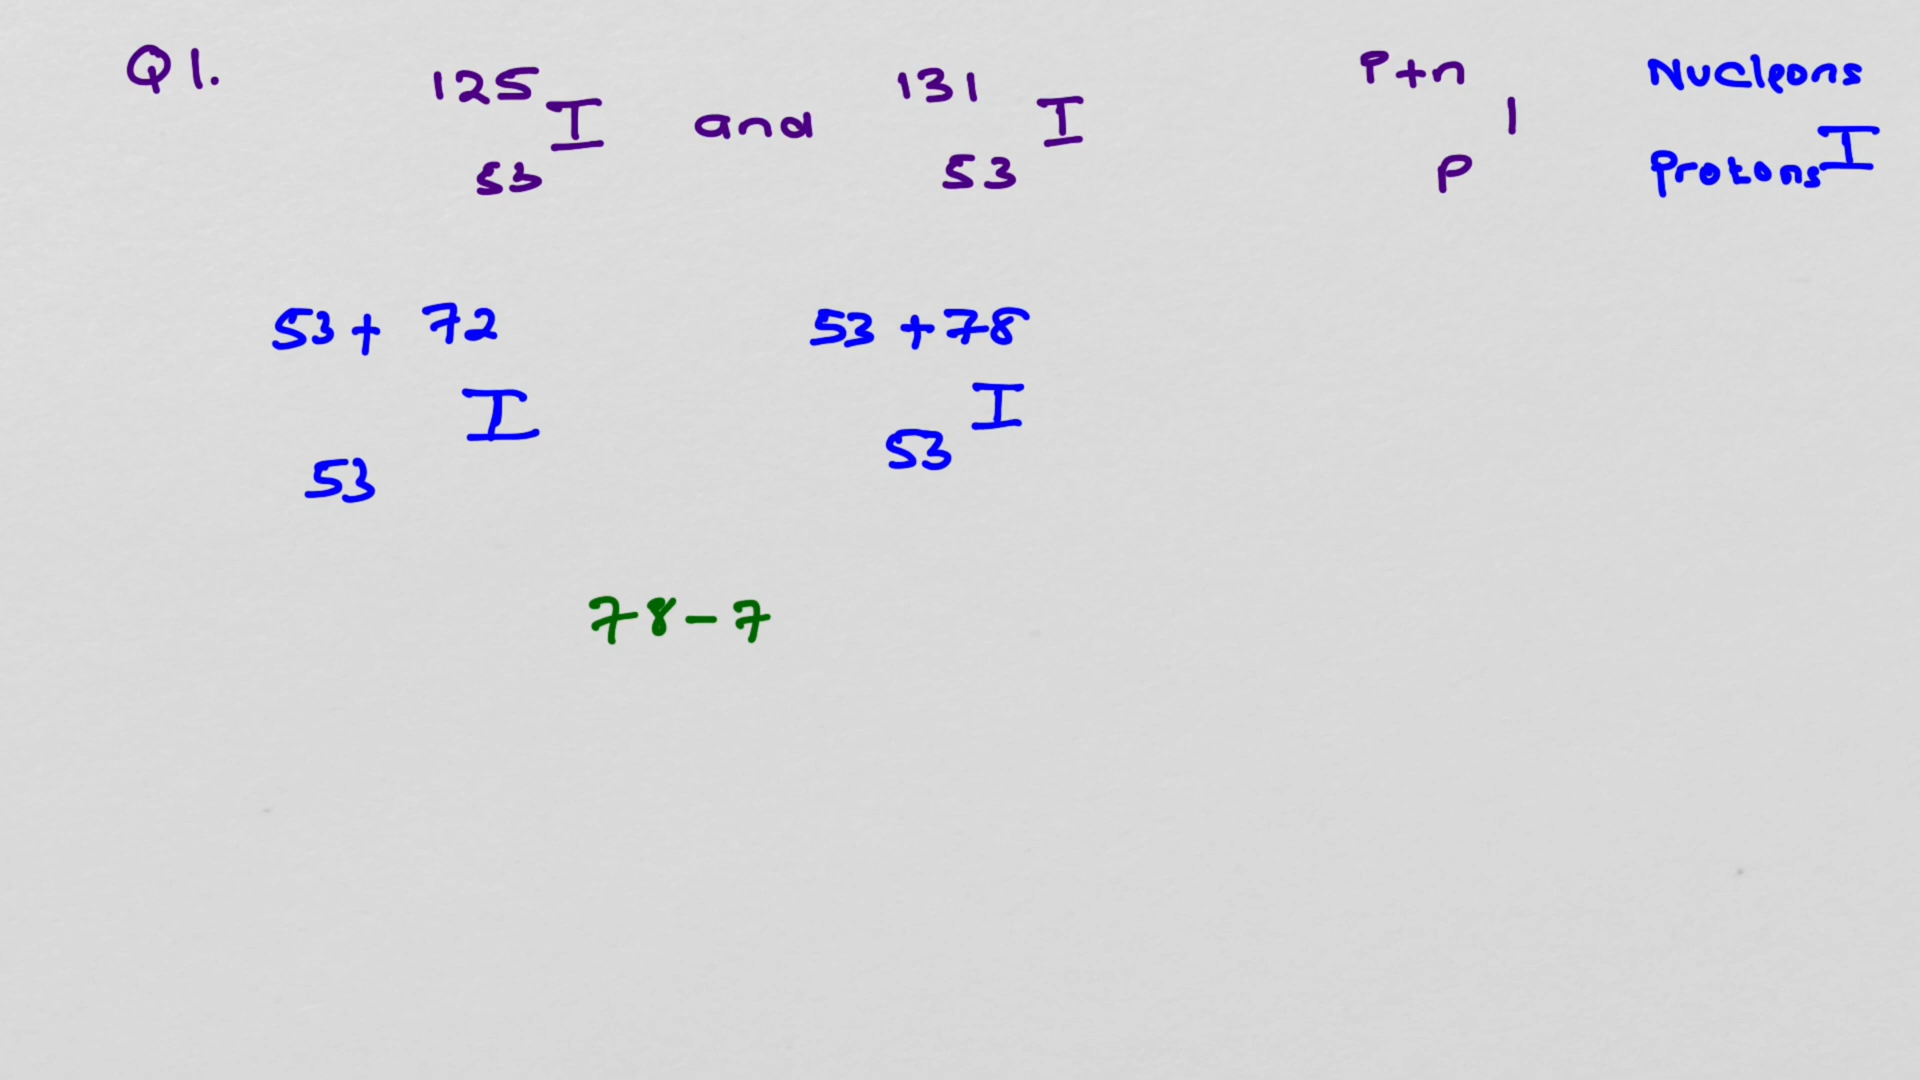 Q1. 125 I and 131 I P+n Nucleons
53 53 P | Protons I
53+ 72 53 +78
I I
53 53
78-7